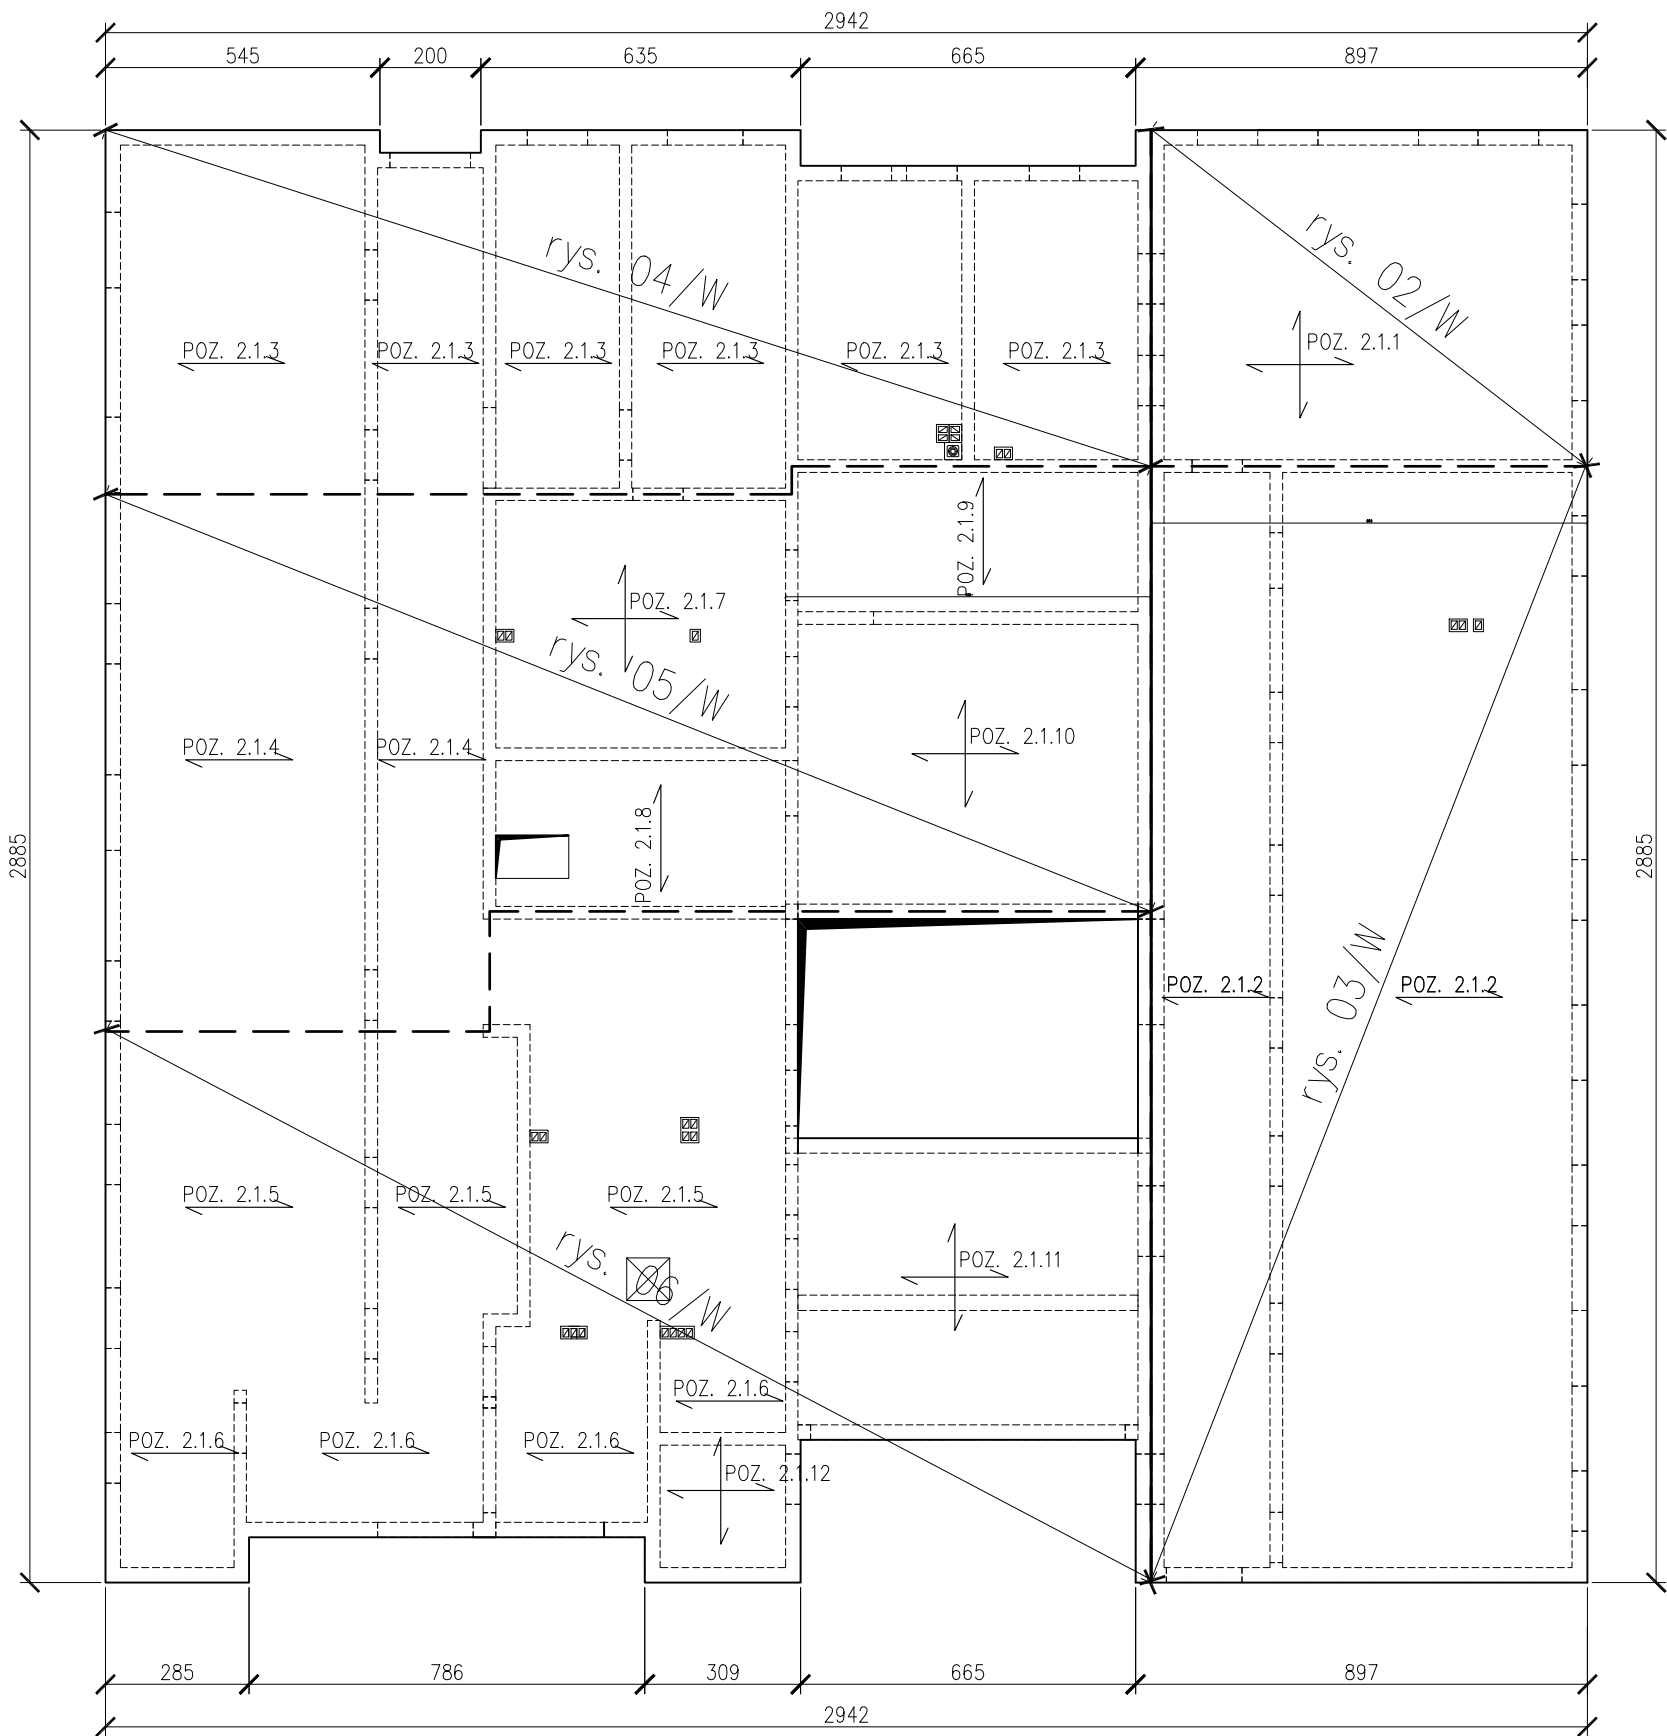 2942
545 200 635 665 897
rys. 04/W
rys. 02/W
POZ. 2.1.3 POZ. 2.1.3 POZ. 2.1.3 POZ. 2.1.3 POZ. 2.1.3 POZ. 2.1.3 POZ. 2.1.1
POZ. 2.1.9
POZ. 2.1.7
rys. 05/W
POZ. 2.1.4 POZ. 2.1.4 POZ. 2.1.10
POZ. 2.1.8
2885
2885
rys. 03/W
POZ. 2.1.2 POZ. 2.1.2
POZ. 2.1.5 POZ. 2.1.5 POZ. 2.1.5
rys. 06/W
POZ. 2.1.11
POZ. 2.1.6
POZ. 2.1.6 POZ. 2.1.6 POZ. 2.1.6
POZ. 2.1.12
285 786 309 665 897
2942